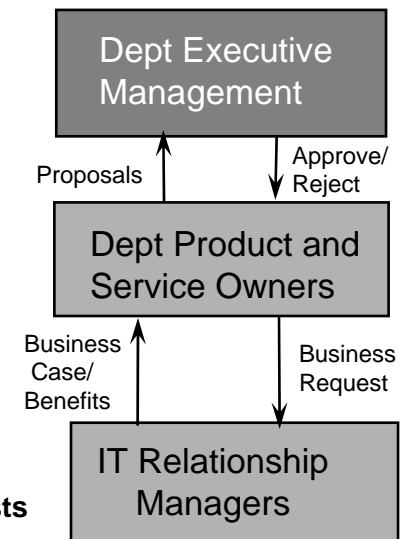 Dept Executive
Management
Proposals
Approve/
Reject
Dept Product and
Service Owners
Business
Case/
Benefits
Business
Request
IT Relationship
Managers
sts